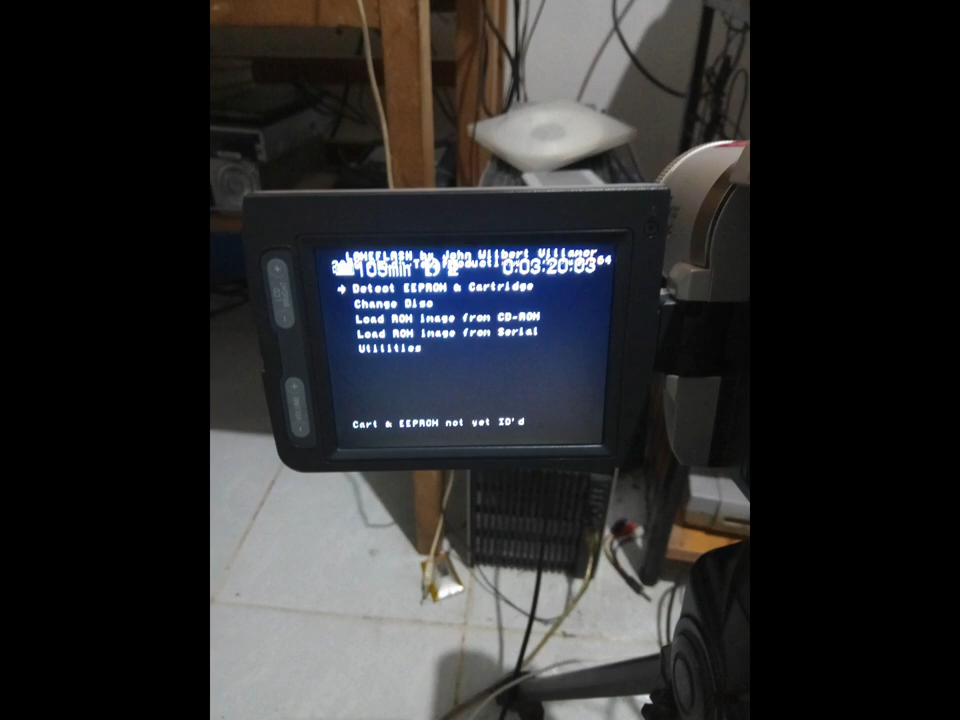 LAMEFLASH by John Wilbert Villamor
105min 0:03:20:03
Detect EEPROM & Cartridge
Change Disc
Load ROM image from CD-ROM
Load ROM image from Serial
Utilities
Cart & EEPROM not yet ID'd